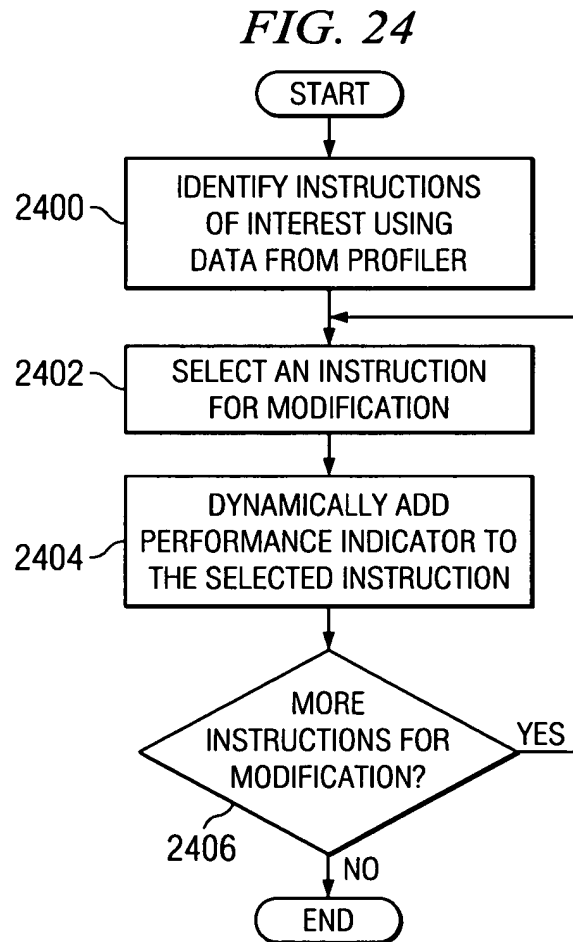 FIG. 24
START
2400
IDENTIFY INSTRUCTIONS
OF INTEREST USING
DATA FROM PROFILER
2402
SELECT AN INSTRUCTION
FOR MODIFICATION
2404
DYNAMICALLY ADD
PERFORMANCE INDICATOR TO
THE SELECTED INSTRUCTION
MORE
INSTRUCTIONS FOR
MODIFICATION?
YES
2406
NO
END